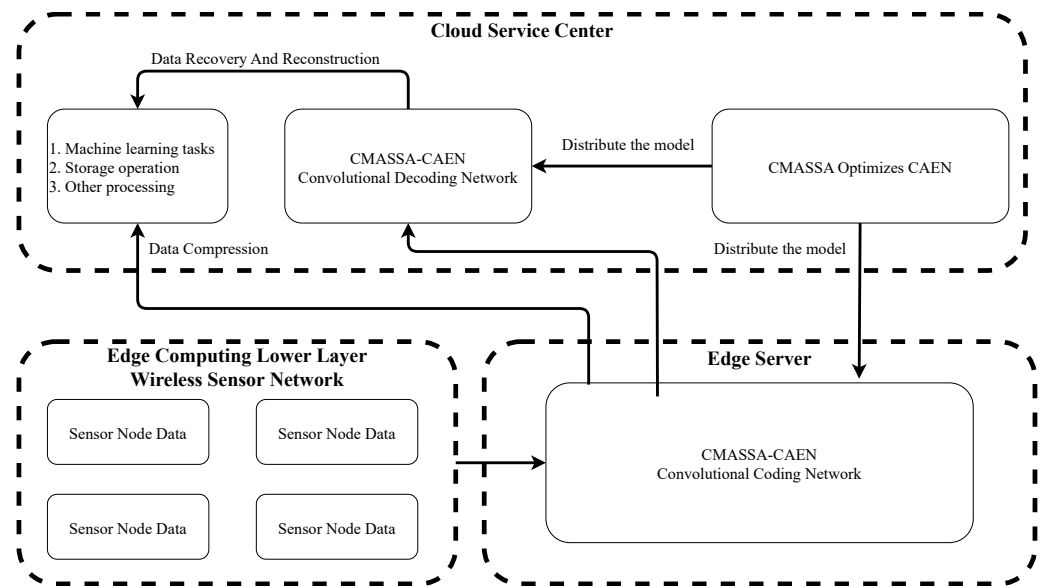 Cloud Service Center
Data Recovery And Reconstruction
1. Machine learning tasks
2. Storage operation
3. Other processing
CMASSA-CAEN
Convolutional Decoding Network
Distribute the model
CMASSA Optimizes CAEN
Data Compression
Distribute the model
Edge Computing Lower Layer
Wireless Sensor Network
Sensor Node Data
Sensor Node Data
Sensor Node Data
Sensor Node Data
Edge Server
CMASSA-CAEN
Convolutional Coding Network